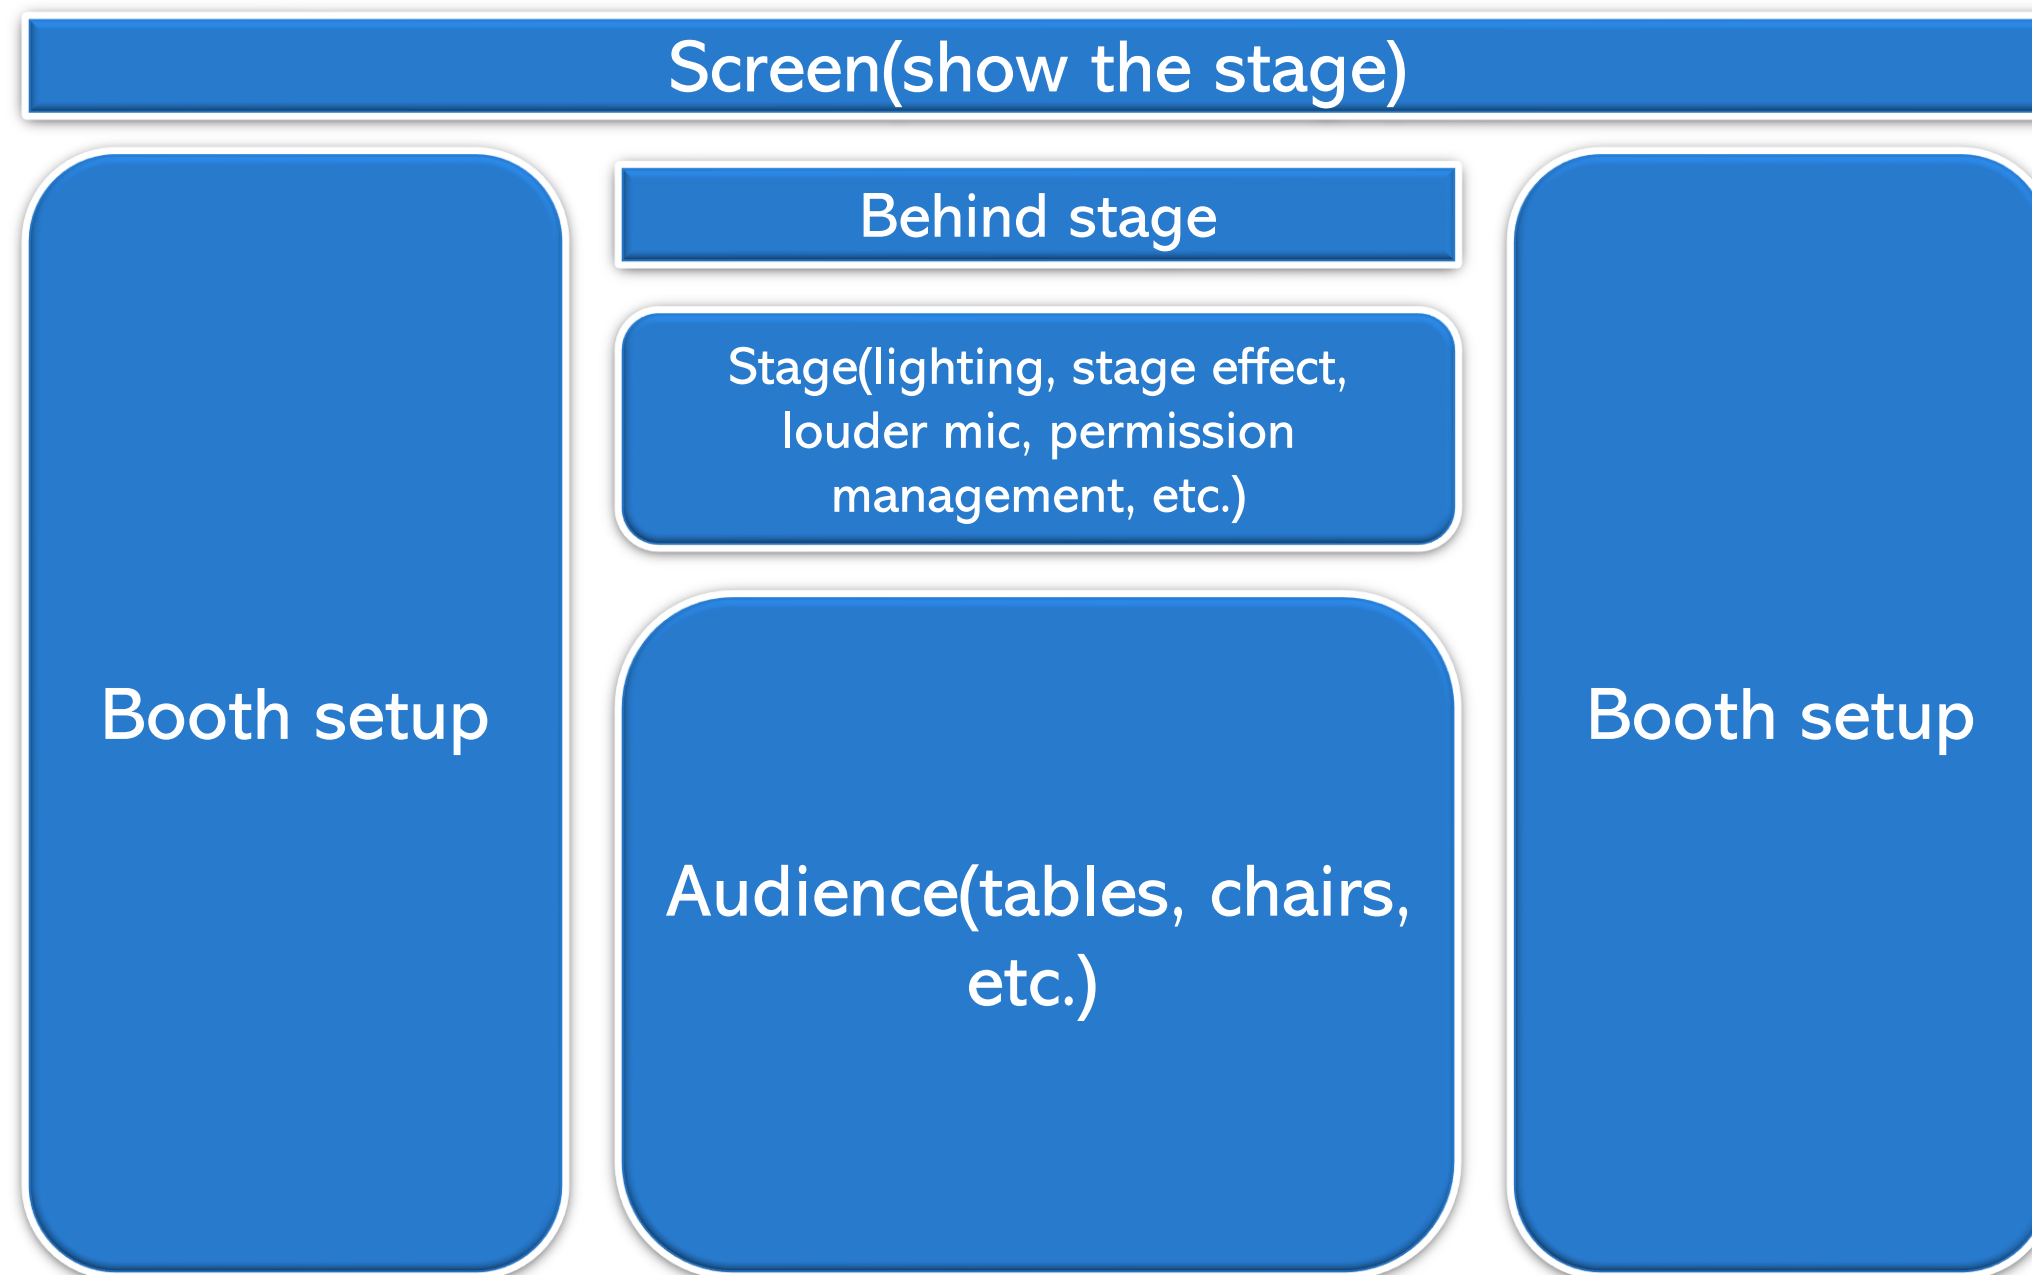 Screen(show the stage)
Behind stage
Stage(lighting, stage effect,
louder mic, permission
management, etc.)
Booth setup
Audience(tables, chairs,
etc.)
Booth setup